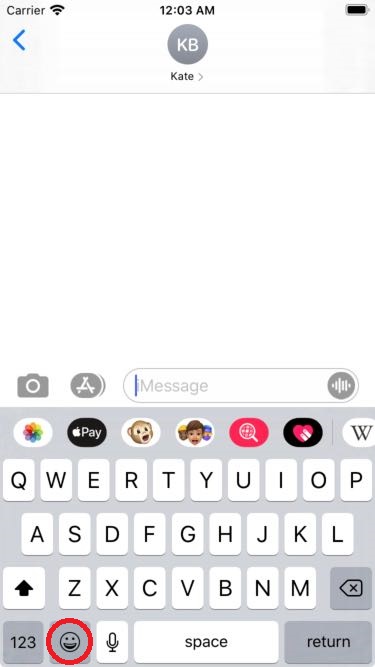 Carrier 12:03 AM
KB
Kate >
iMessage
Pay W
Q W E R T Y U I O P
A S D F G H J K L
Z X C V B N M
123 space return